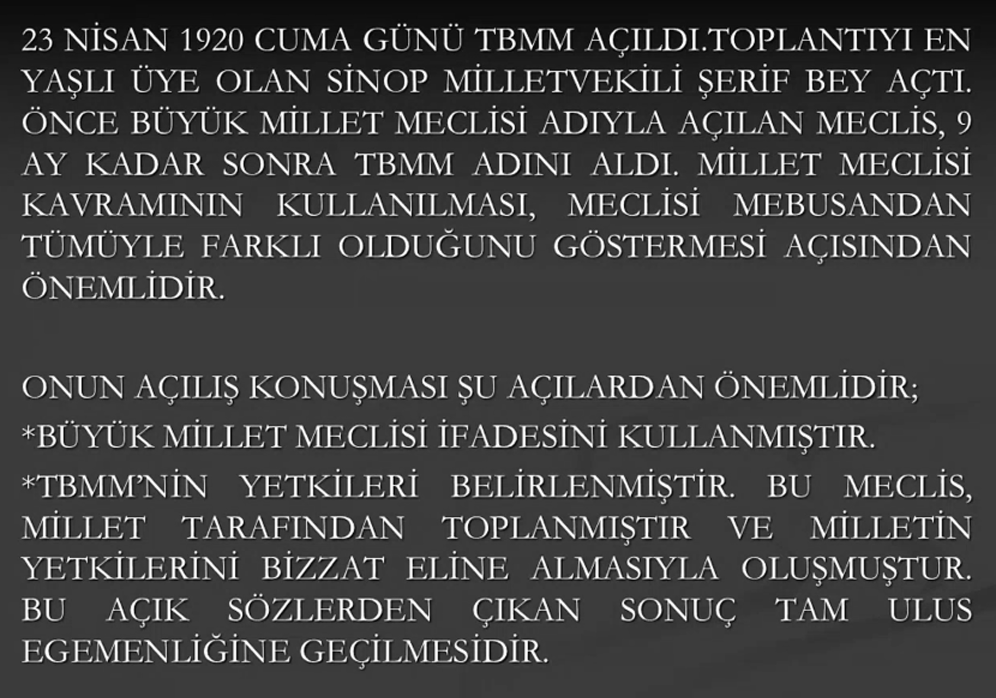 23 NİSAN 1920 CUMA GÜNÜ TBMM AÇILDI.TOPLANTIYI EN
YAŞLI ÜYE OLAN SİNOP MİLLETVEKİLİ ŞERİF BEY AÇTI.
ÖNCE BÜYÜK MİLLET MECLİSİ ADIYLA AÇILAN MECLİS, 9
AY KADAR SONRA TBMM ADINI ALDI. MİLLET MECLİSİ
KAVRAMININ KULLANILMASI, MECLİSİ MEBUSANDAN
TÜMÜYLE FARKLI OLDUĞUNU GÖSTERMESİ AÇISINDAN
ÖNEMLİDİR.
ONUN AÇILIŞ KONUŞMASI ŞU AÇILARDAN ÖNEMLİDİR;
*BÜYÜK MİLLET MECLİSİ İFADESİNİ KULLANMIŞTIR.
*TBMM’NİN YETKİLERİ BELİRLENMİŞTİR. BU MECLİS,
MİLLET TARAFINDAN TOPLANMIŞTIR VE MİLLETİN
YETKİLERİNİ BİZZAT ELİNE ALMASIYLA OLUŞMUŞTUR.
BU AÇIK SÖZLERDEN ÇIKAN SONUÇ TAM ULUS
EGEMENLİĞİNE GEÇİLMESİDİR.